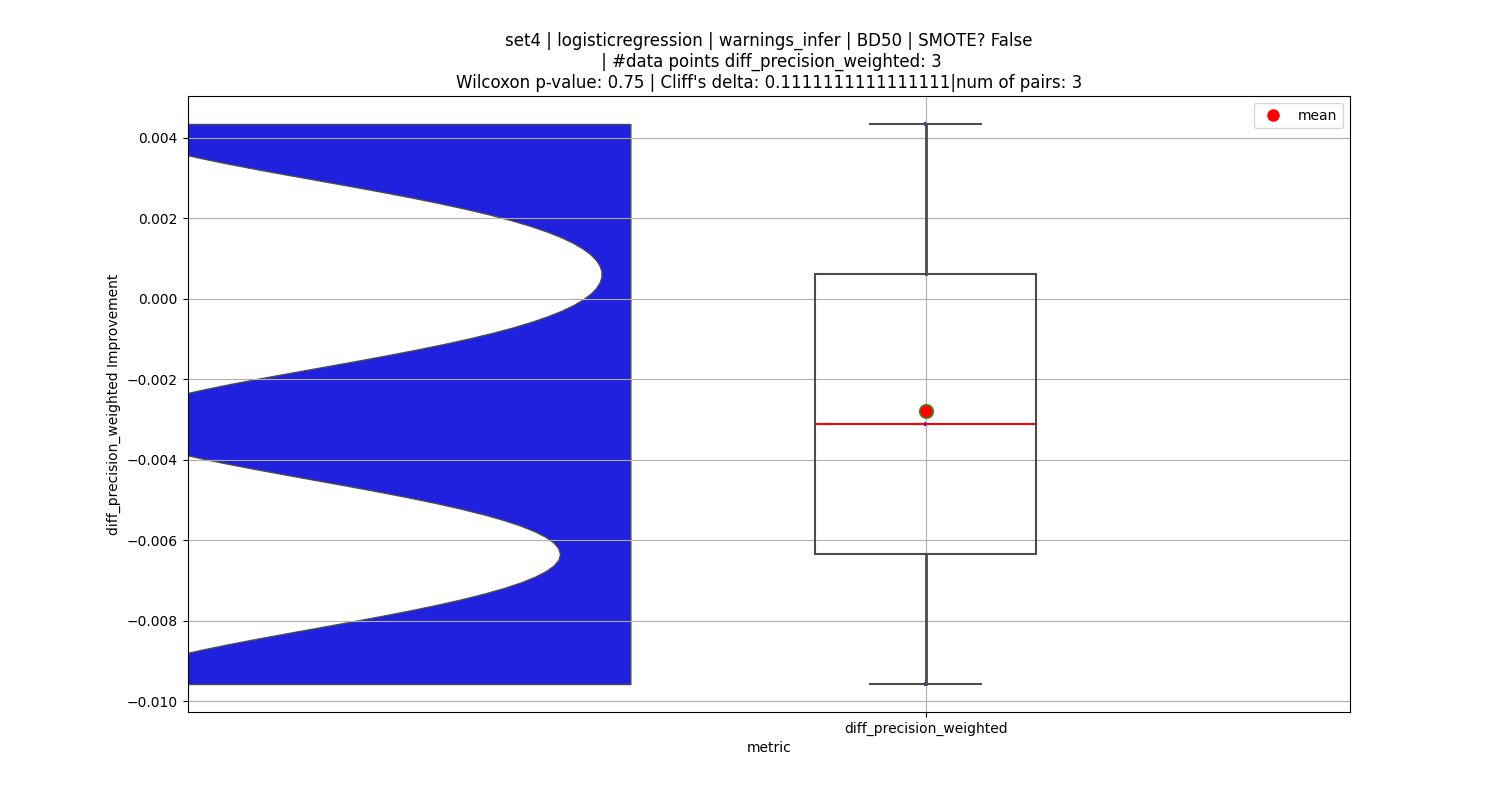 set4 | logisticregression | warnings_infer | BD50 | SMOTE? False
| #data points diff_precision_weighted: 3
Wilcoxon p-value: 0.75 | Cliff's delta: 0.1111111111111111|num of pairs: 3
mean
0.004
0.002
0.000
−0.002
−0.004
−0.006
−0.008
−0.010
diff_precision_weighted Improvement
diff_precision_weighted
metric